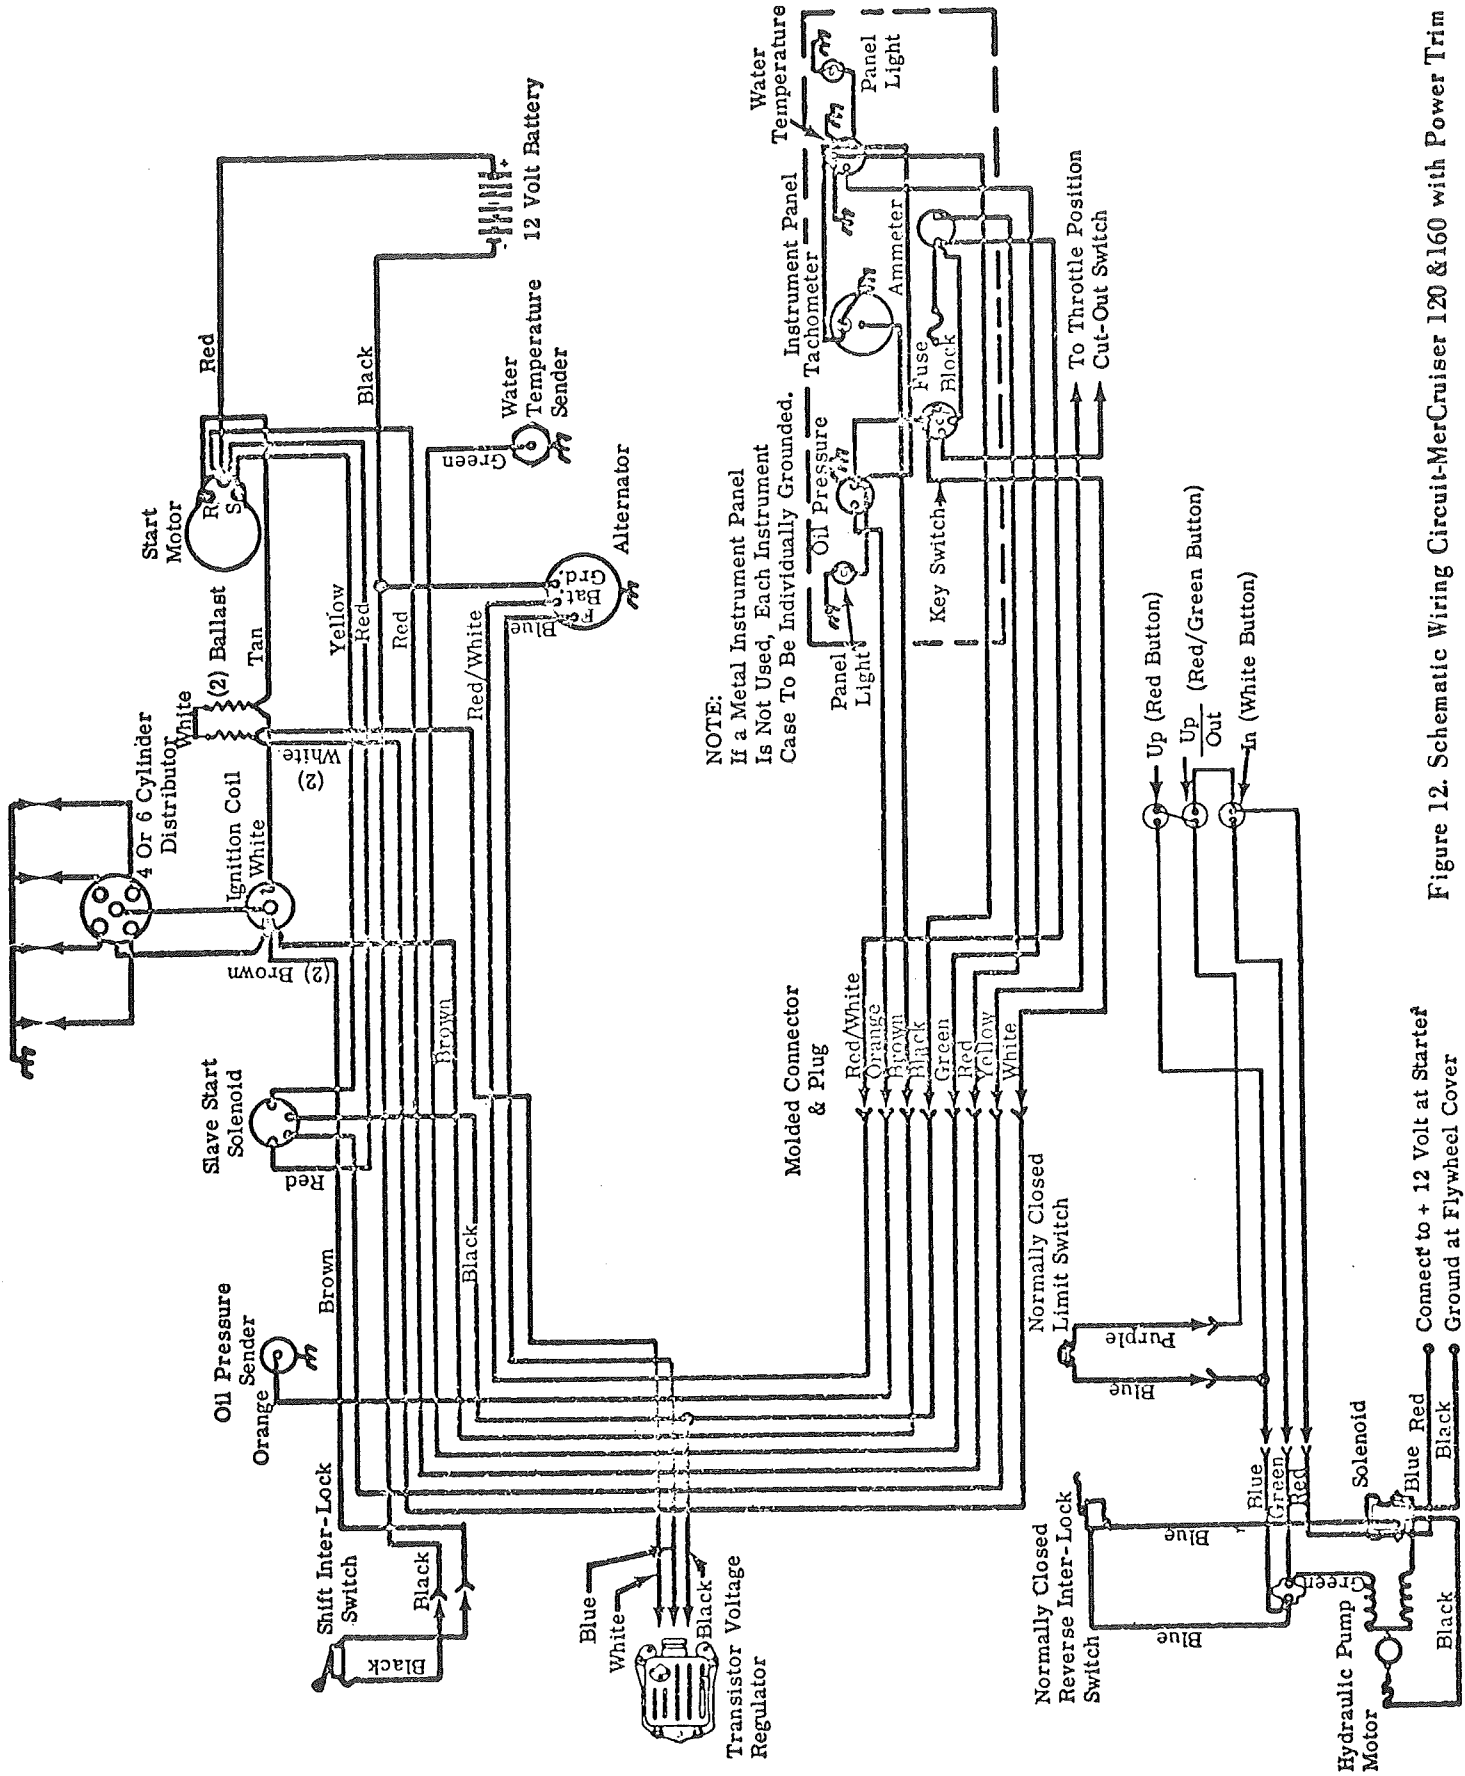 4 Or 6 Cylinder
Distributor
White
(2) Ballast
Tan
Start
Motor
R
S
Red
Black
12 Volt Battery
+
Water
Temperature
Sender
Green
Ignition Coil
White
(2)
White
(2) Brown
Slave Start
Solenoid
Red
Yellow
Red
Red
Brown
Oil Pressure
Sender
Orange
Brown
Black
Red/White
Blue
Grd.
Bat.
F
Alternator
Shift Inter-Lock
Switch
Black
Black
Blue
White
Black
Transistor Voltage
Regulator
NOTE:
If a Metal Instrument Panel
Is Not Used, Each Instrument
Case To Be Individually Grounded.
Instrument Panel
Tachometer
Water
Temperature
Panel
Light
Ammeter
Oil Pressure
Fuse
Block
Key Switch
Panel
Light
To Throttle Position
Cut-Out Switch
Molded Connector
& Plug
Red/White
Orange
Brown
Black
Green
Red
Yellow
White
Up (Red Button)
Up
Out
(Red/Green Button)
In (White Button)
Normally Closed
Limit Switch
Purple
Blue
Normally Closed
Reverse Inter-Lock
Switch
Blue
Blue
Blue
Green
Red
Solenoid
Blue
Red
Black
Connect to + 12 Volt at Starter
Ground at Flywheel Cover
Green
Black
Hydraulic Pump
Motor
Figure 12. Schematic Wiring Circuit-MerCruiser 120 &160 with Power Trim